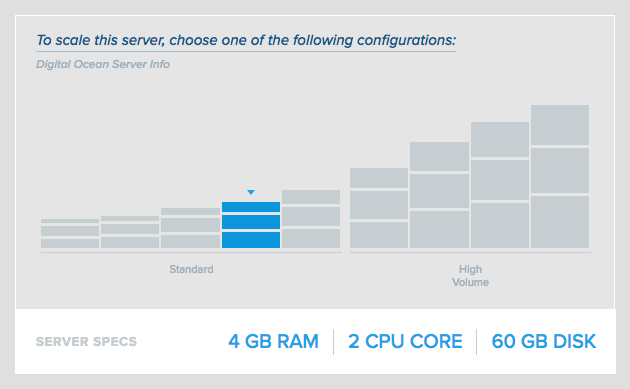 To scale this server, choose one of the following configurations:
Digital Ocean Server Info
Standard
High
Volume
SERVER SPECS
4 GB RAM
2 CPU CORE
60 GB DISK